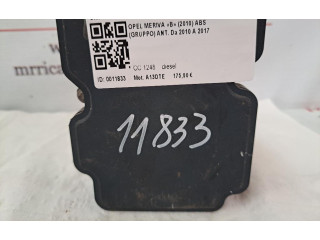 OPEL MERIVA «B» (2010) ABS
(GRUPPO) ANT. Da 2010 A 2017
* CC 1248 diesel
ID: 0011833 Mot. A13DTE 175,00 €
11833